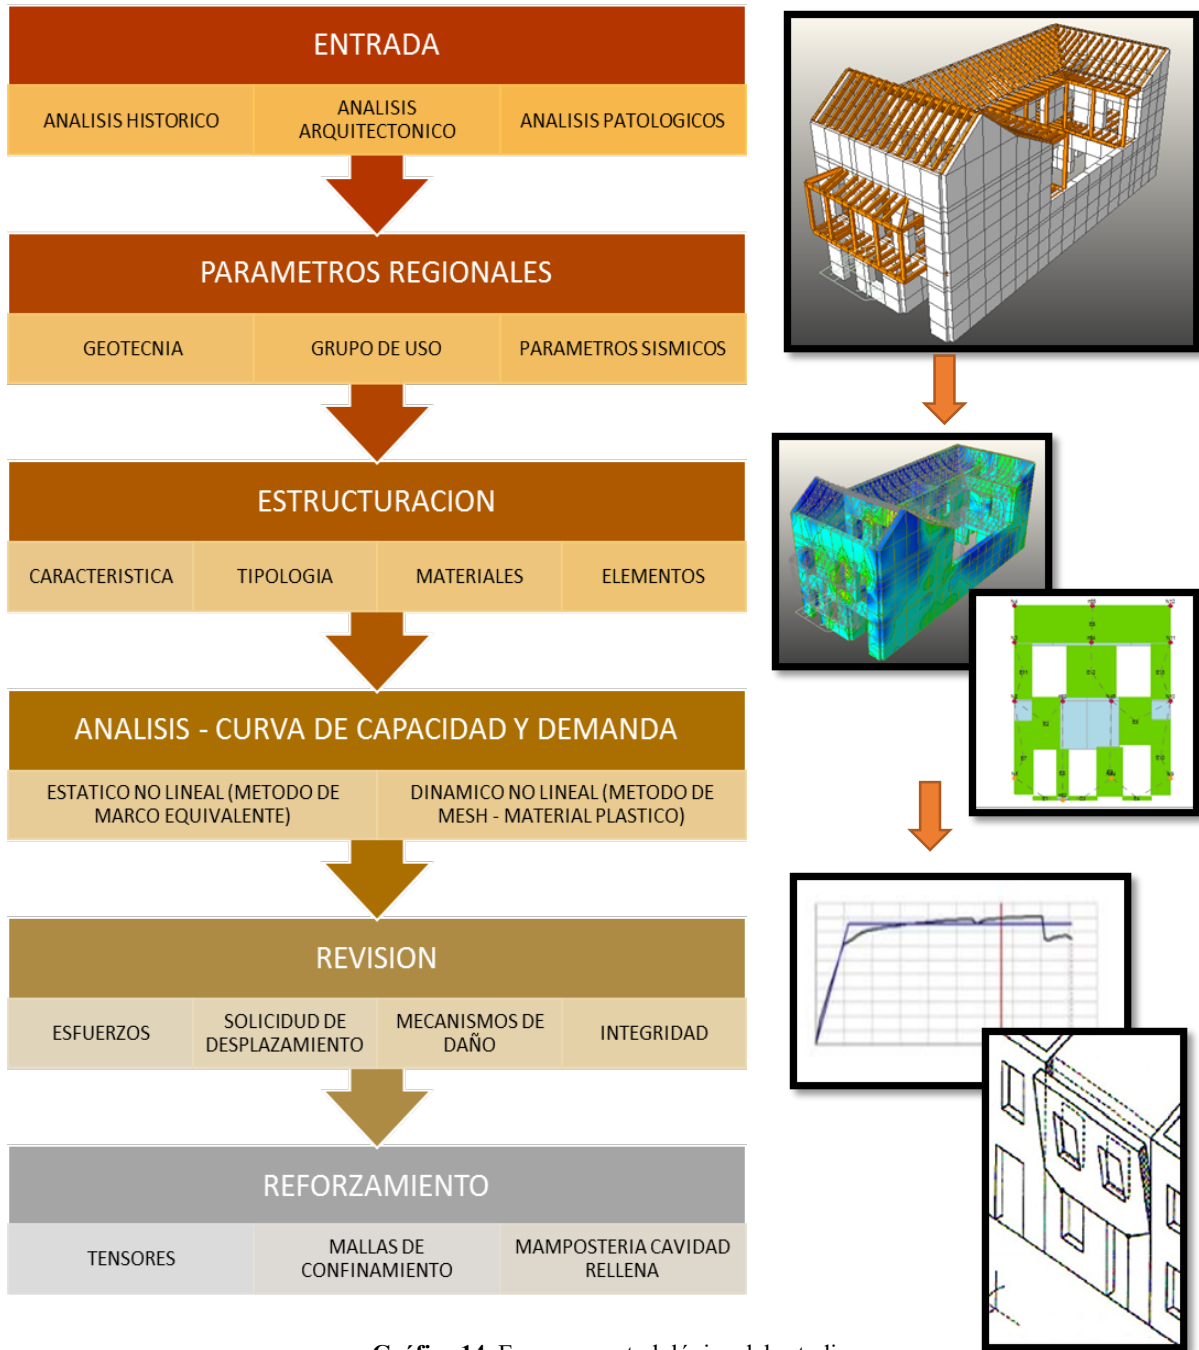 ENTRADA
ANALISIS HISTORICO
ANALISIS
ARQUITECTONICO
ANALISIS PATOLOGICOS
PARAMETROS REGIONALES
GEOTECNIA
GRUPO DE USO
PARAMETROS SISMICOS
ESTRUCTURACION
CARACTERISTICA
TIPOLOGIA
MATERIALES
ELEMENTOS
ANALISIS - CURVA DE CAPACIDAD Y DEMANDA
ESTATICO NO LINEAL (METODO DE
MARCO EQUIVALENTE)
DINAMICO NO LINEAL (METODO DE
MESH - MATERIAL PLASTICO)
REVISION
ESFUERZOS
SOLICIDUD DE
DESPLAZAMIENTO
MECANISMOS DE
DAÑO
INTEGRIDAD
REFORZAMIENTO
TENSORES
MALLAS DE
CONFINAMIENTO
MAMPOSTERIA CAVIDAD
RELLENA